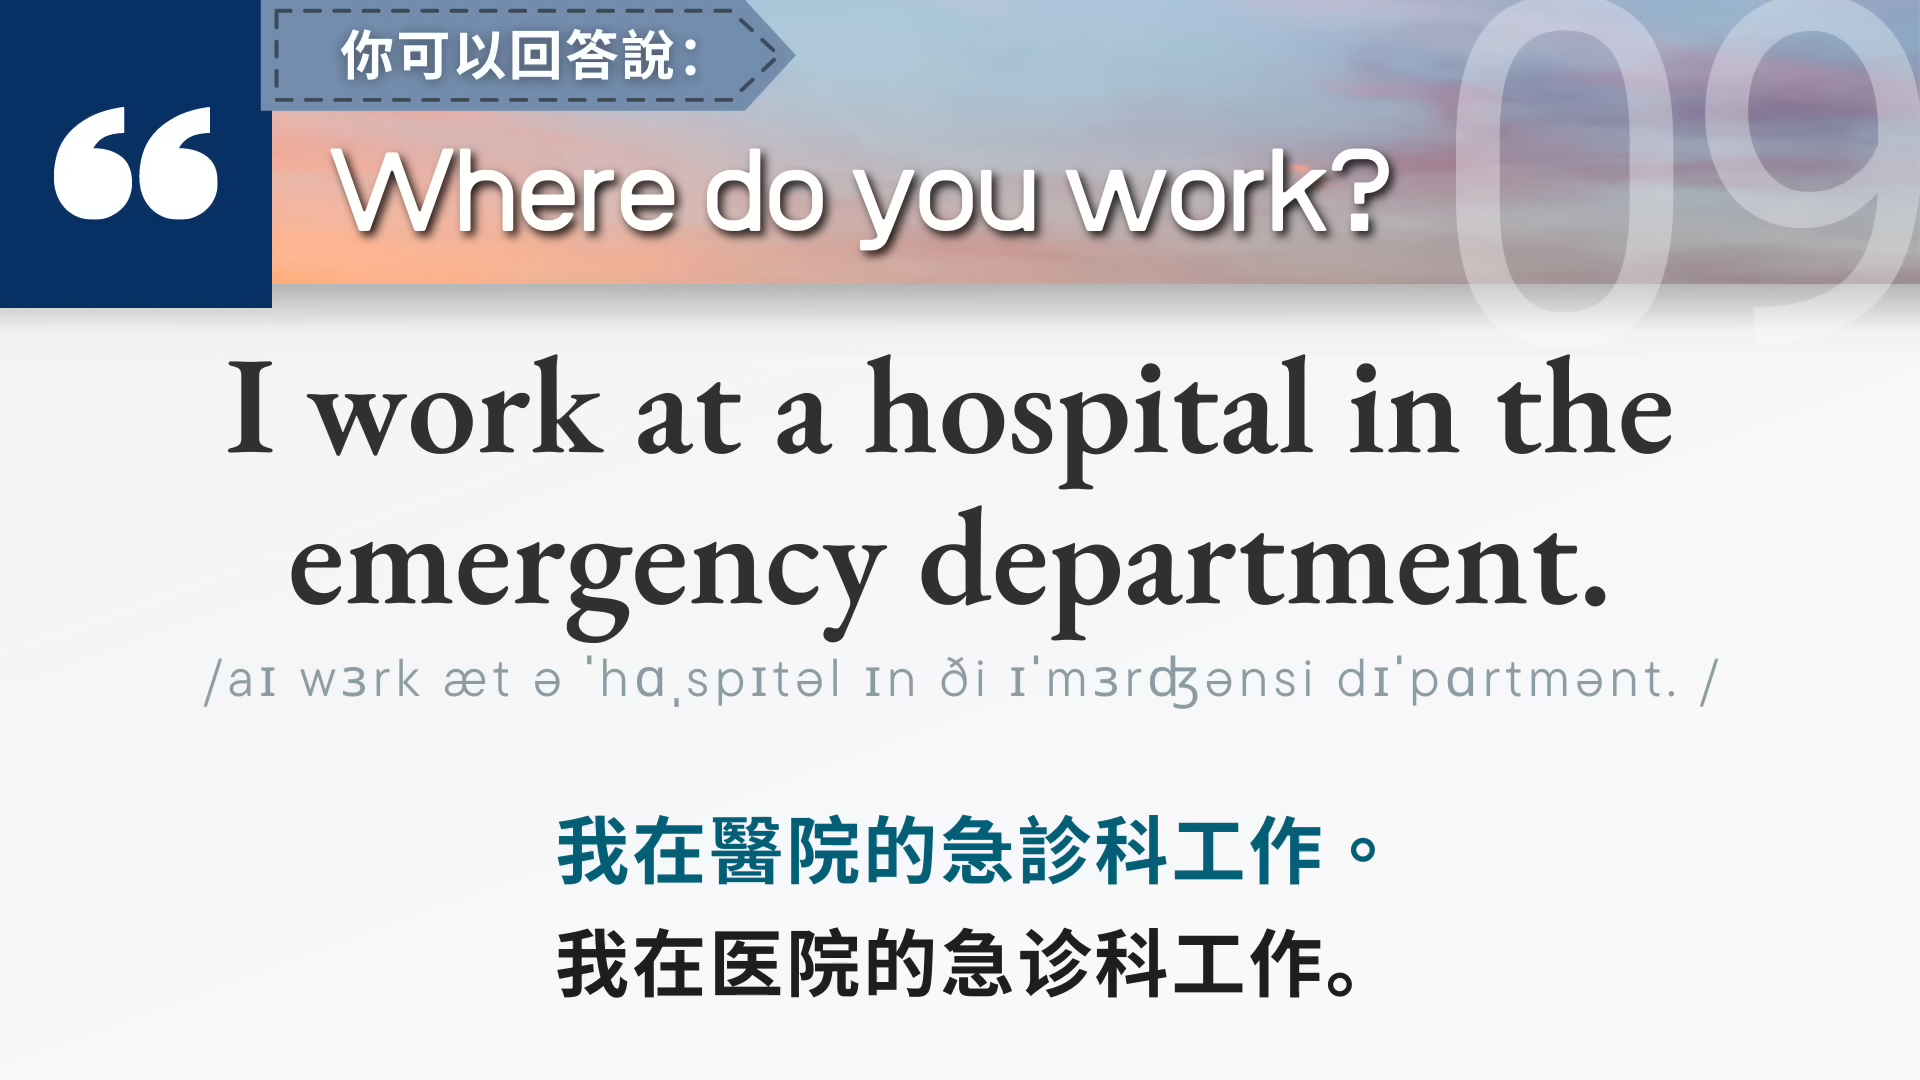 你可以回答說：
09
Where do you work?
I work at a hospital in the
emergency department.
/aɪ wɜrk æt ə ˈhɑˌspɪtəl ɪn ði ɪˈmɜrʤənsi dɪˈpɑrtmənt. /
我在醫院的急診科工作。
我在医院的急诊科工作。